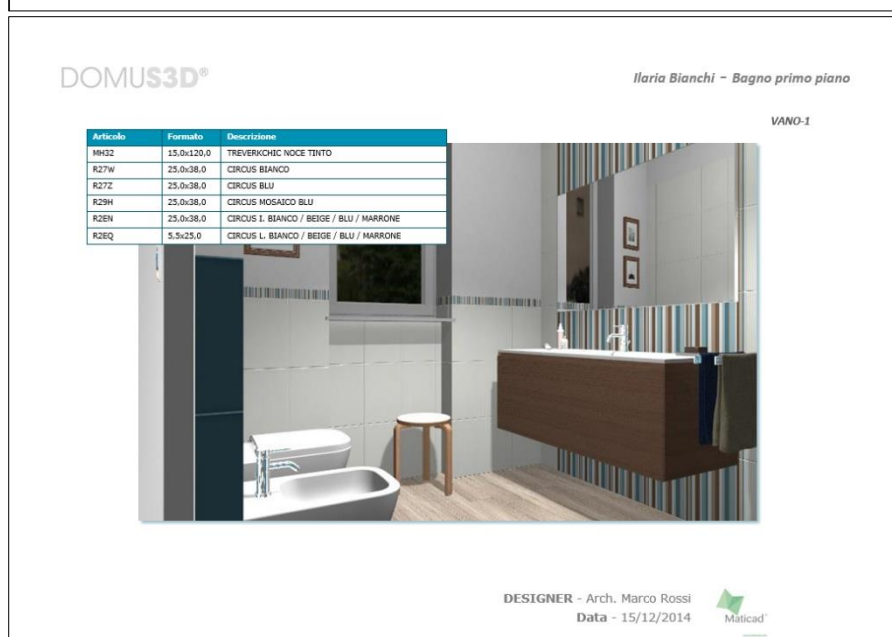 DOMUS3D®
Ilaria Bianchi - Bagno primo piano
VANO-1
Articolo Formato Descrizione
MH32 15,0x120,0 TREVERKCHIC NOCE TINTO
R27W 25,0x38,0 CIRCUS BIANCO
R27Z 25,0x38,0 CIRCUS BLU
R29H 25,0x38,0 CIRCUS MOSAICO BLU
R2EN 25,0x38,0 CIRCUS I. BIANCO / BEIGE / BLU / MARRONE
R2EQ 5,5x25,0 CIRCUS L. BIANCO / BEIGE / BLU / MARRONE
DESIGNER - Arch. Marco Rossi
Data - 15/12/2014
Maticad